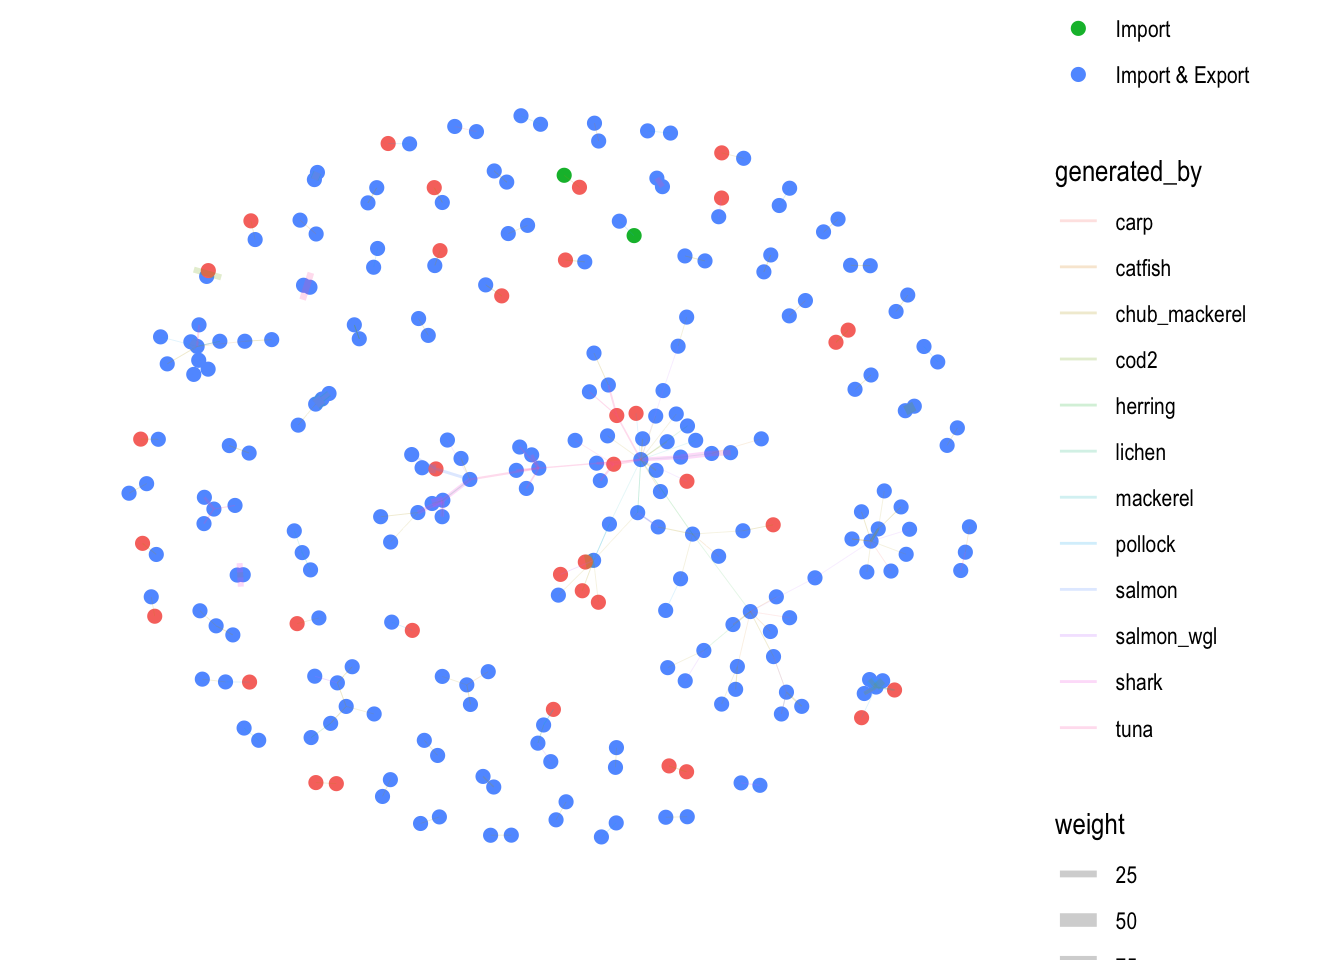 Import
Import & Export
generated_by
carp
catfish
chub_mackerel
cod2
herring
lichen
mackerel
pollock
salmon
salmon_wgl
shark
tuna
weight
25
50